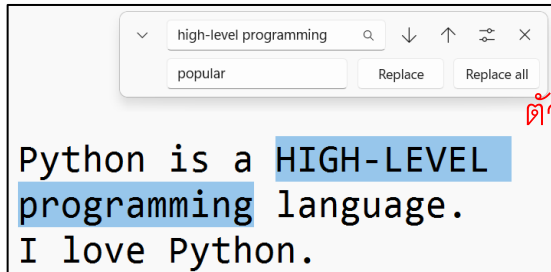 high-level programming
popular Replace Replace all
Python is a HIGH-LEVEL
programming language.
I love Python.